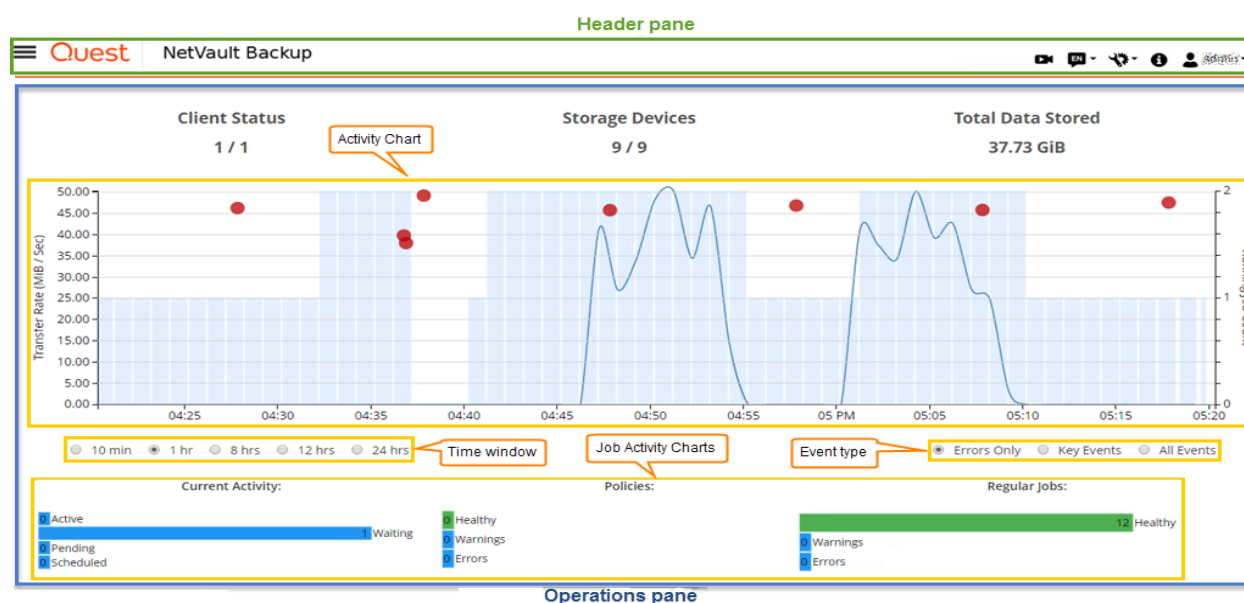 Header pane
Quest NetVault Backup
EN
Client Status Storage Devices Total Data Stored
1 / 1 9 / 9 37.73 GiB
Activity Chart
Transfer Rate (MiB / Sec)
50.00
45.00
40.00
35.00
30.00
25.00
20.00
15.00
10.00
5.00
0.00
2
1
0
04:25 04:30 04:35 04:40 04:45 04:50 04:55 05 PM 05:05 05:10 05:15 05:20
10 min 1 hr 8 hrs 12 hrs 24 hrs
Time window
Job Activity Charts
Event type
Errors Only Key Events All Events
Current Activity: Policies: Regular Jobs:
0 Active
1 Waiting
0 Pending
0 Scheduled
0 Healthy
0 Warnings
0 Errors
12 Healthy
0 Warnings
0 Errors
Operations pane